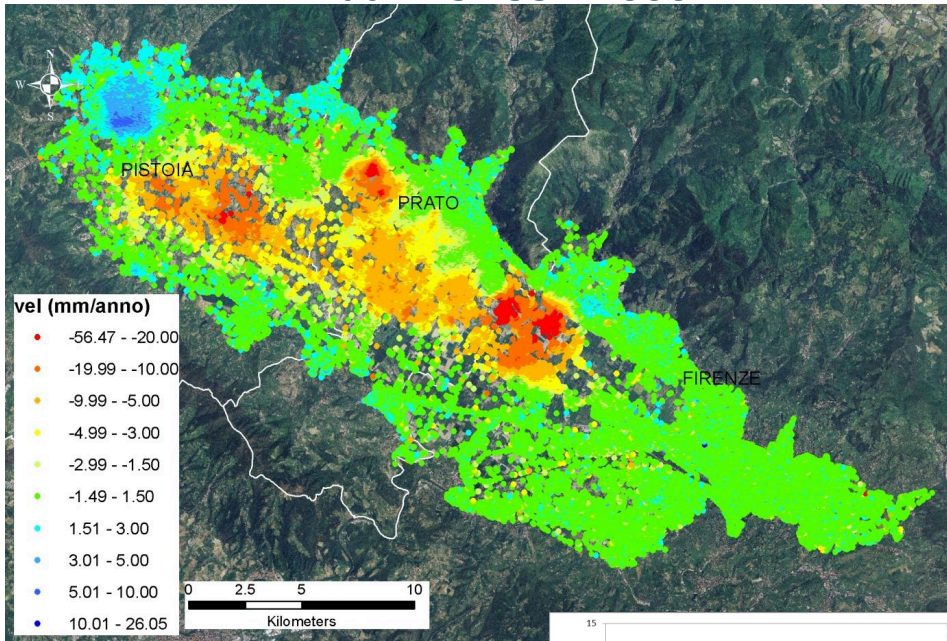 N
W
S
PISTOIA
PRATO
FIRENZE
vel (mm/anno)
-56.47 - -20.00
-19.99 - -10.00
-9.99 - -5.00
-4.99 - -3.00
-2.99 - -1.50
-1.49 - 1.50
1.51 - 3.00
3.01 - 5.00
5.01 - 10.00
10.01 - 26.05
0 2.5 5 10
Kilometers
15